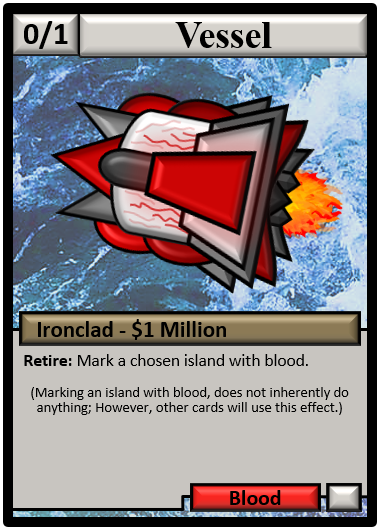 0/1 Vessel
Ironclad - $1 Million
Retire: Mark a chosen island with blood.
(Marking an island with blood, does not inherently do
anything; However, other cards will use this effect.)
Blood